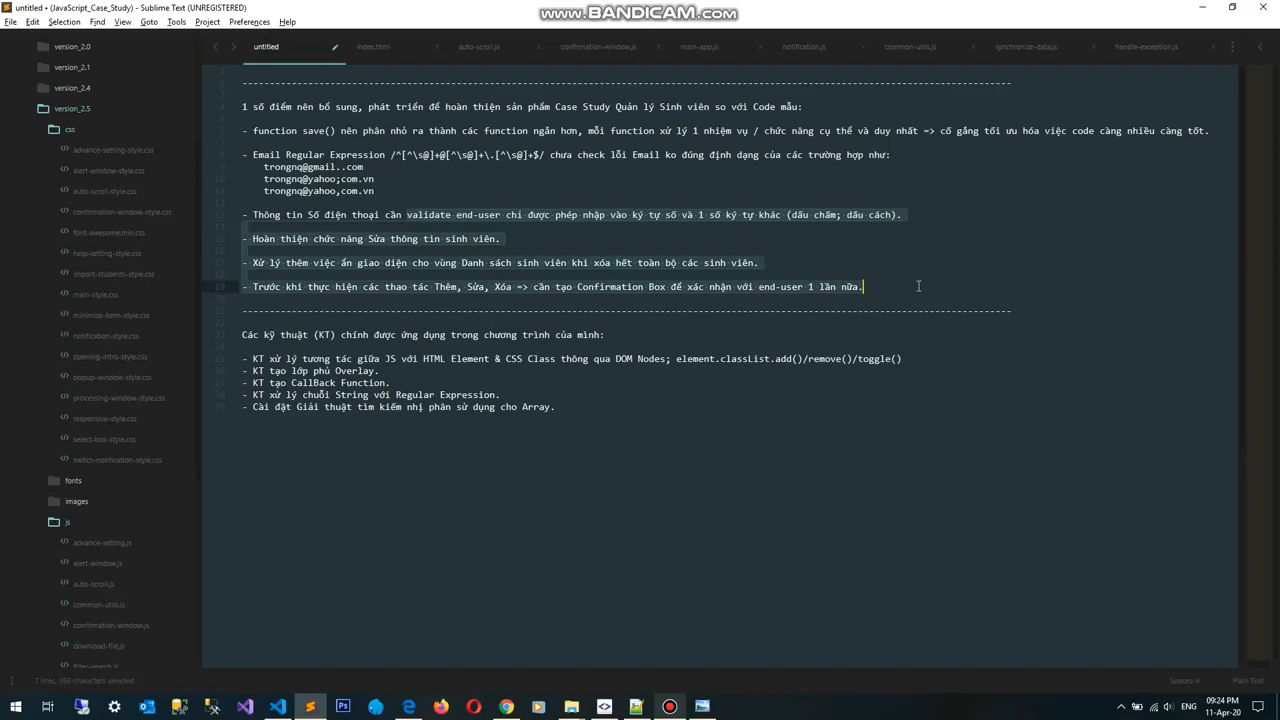 untitled • (JavaScript_Case_Study) - Sublime Text (UNREGISTERED)
www.BANDICAM.com
File Edit Selection Find View Goto Tools Project Preferences Help
version_2.0
version_2.1
version_2.4
version_2.5
css
advance-setting-style.css
alert-window-style.css
auto-scroll-style.css
confirmation-window-style.css
font-awesome.min.css
help-setting-style.css
import-students-style.css
main-style.css
minimize-form-style.css
notification-style.css
opening-intro-style.css
popup-window-style.css
processing-window-style.css
responsive-style.css
select-box-style.css
switch-notification-style.css
fonts
images
js
advance-setting.js
alert-window.js
auto-scroll.js
common-utils.js
confirmation-window.js
download-file.js
filter-search.js
untitled index.html auto-scroll.js confirmation-window.js main-app.js notification.js common-utils.js synchronize-data.js handle-exception.js
1 số điểm nên bổ sung, phát triển để hoàn thiện sản phẩm Case Study Quản lý Sinh viên so với Code mẫu:
- function save() nên phân nhỏ ra thành các function ngắn hơn, mỗi function xử lý 1 nhiệm vụ / chức năng cụ thể và duy nhất => cố gắng tối ưu hóa việc code càng nhiều càng tốt.
- Email Regular Expression /^[^\s@]+@[^\s@]+\.[^\s@]+$/ chưa check lỗi Email ko đúng định dạng của các trường hợp như:
trongnq@gmail..com
trongnq@yahoo;com.vn
trongnq@yahoo,com.vn
- Thông tin Số điện thoại cần validate end-user chỉ được phép nhập vào ký tự số và 1 số ký tự khác (dấu chấm; dấu cách).
- Hoàn thiện chức năng Sửa thông tin sinh viên.
- Xử lý thêm việc ẩn giao diện cho vùng Danh sách sinh viên khi xóa hết toàn bộ các sinh viên.
- Trước khi thực hiện các thao tác Thêm, Sửa, Xóa => cần tạo Confirmation Box để xác nhận với end-user 1 lần nữa.
Các kỹ thuật (KT) chính được ứng dụng trong chương trình của mình:
- KT xử lý tương tác giữa JS với HTML Element & CSS Class thông qua DOM Nodes; element.classList.add()/remove()/toggle()
- KT tạo lớp phủ Overlay.
- KT tạo CallBack Function.
- KT xử lý chuỗi String với Regular Expression.
- Cài đặt Giải thuật tìm kiếm nhị phân sử dụng cho Array.
7 lines, 350 characters selected
Spaces: 4 Plain Text
ENG
09:24 PM
11-Apr-20